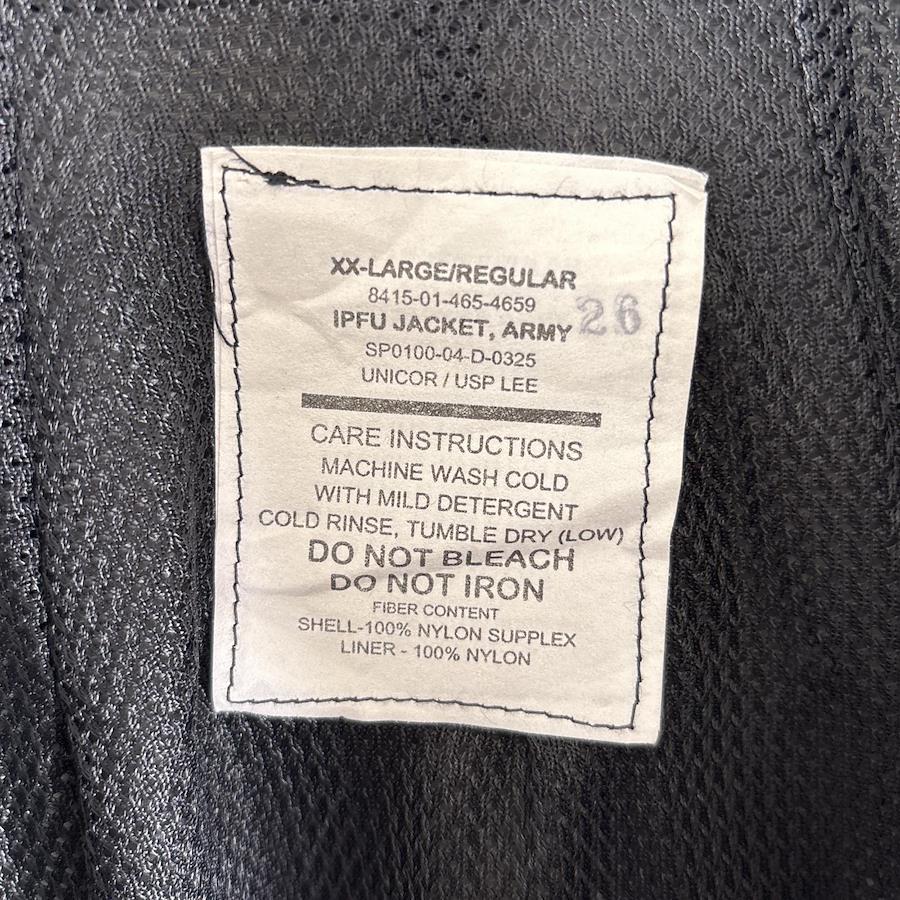 XX-LARGE/REGULAR
8415-01-465-4659
IPFU JACKET, ARMY
26
SP0100-04-D-0325
UNICOR / USP LEE
CARE INSTRUCTIONS
MACHINE WASH COLD
WITH MILD DETERGENT
COLD RINSE, TUMBLE DRY (LOW)
DO NOT BLEACH
DO NOT IRON
FIBER CONTENT
SHELL-100% NYLON SUPPLEX
LINER - 100% NYLON